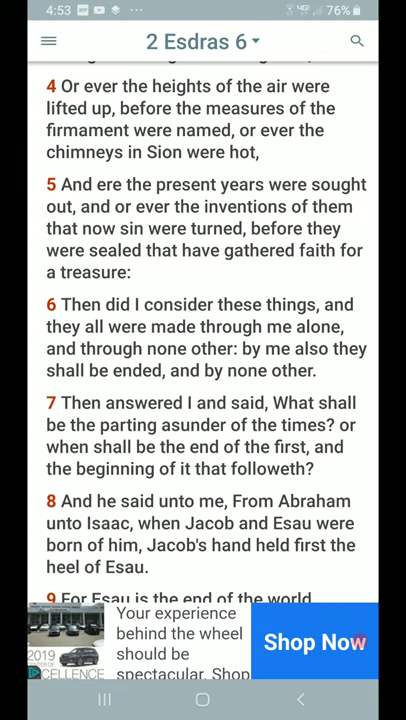 4:53
76%
2 Esdras 6
4 Or ever the heights of the air were
lifted up, before the measures of the
firmament were named, or ever the
chimneys in Sion were hot,
5 And ere the present years were sought
out, and or ever the inventions of them
that now sin were turned, before they
were sealed that have gathered faith for
a treasure:
6 Then did I consider these things, and
they all were made through me alone,
and through none other: by me also they
shall be ended, and by none other.
7 Then answered I and said, What shall
be the parting asunder of the times? or
when shall be the end of the first, and
the beginning of it that followeth?
8 And he said unto me, From Abraham
unto Isaac, when Jacob and Esau were
born of him, Jacob's hand held first the
heel of Esau.
9 For Esau is the end of the world,
Your experience
behind the wheel
should be
spectacular. Shop
Shop Now
2019
CELLENCE